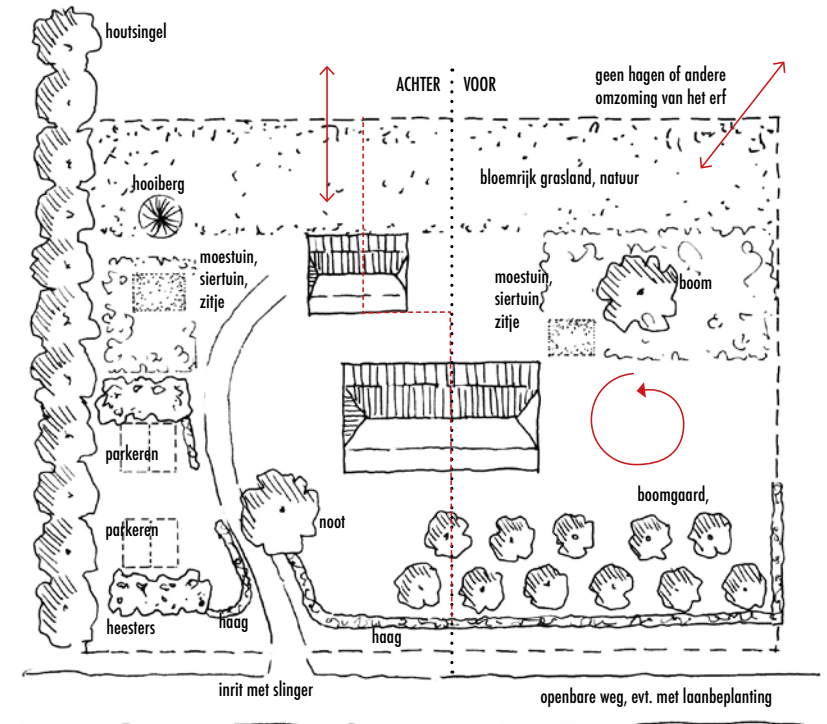 houtsingel
ACHTER
VOOR
geen hagen of andere
omzoming van het erf
bloemrijk grasland, natuur
hooiberg
moestuin,
siertuin,
zitje
moestuin,
siertuin,
zitje
boom
parkeren
boomgaard,
noot
parkeren
heesters
haag
haag
inrit met slinger
openbare weg, evt. met laanbeplanting